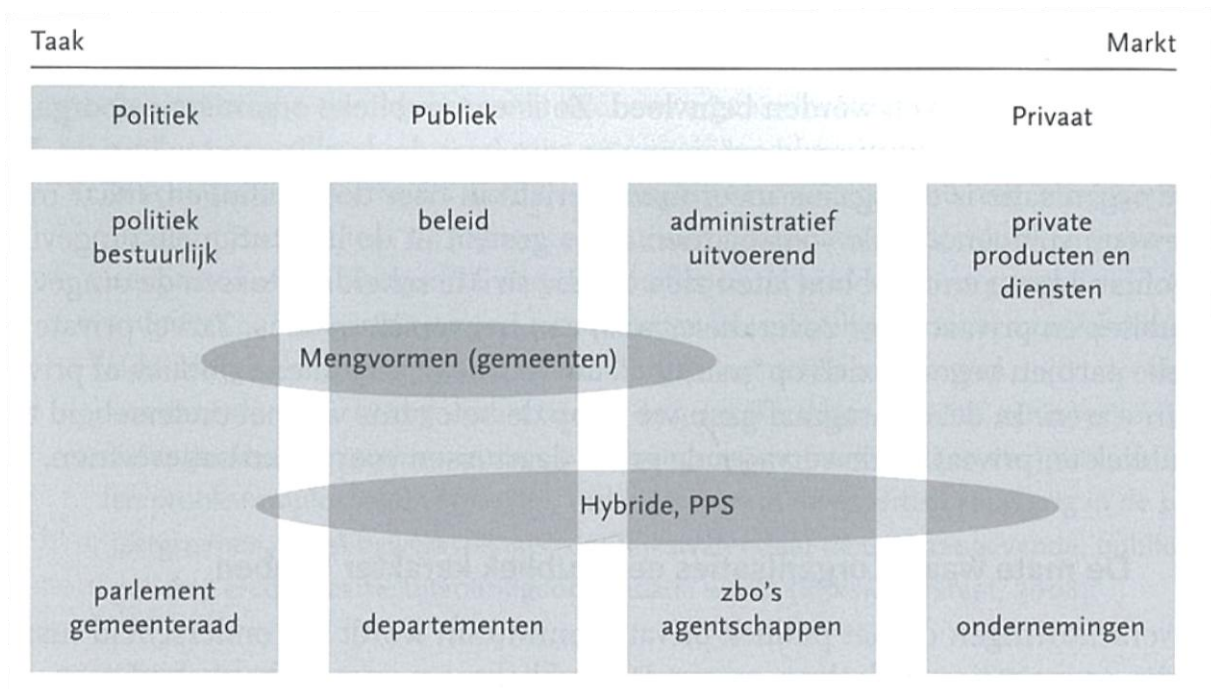 Taak Markt
Politiek Publiek Privaat
politiek
bestuurlijk
beleid
administratief
uitvoerend
private
producten en
diensten
Mengvormen (gemeenten)
Hybride, PPS
parlement
gemeenteraad
departementen
zbo's
agentschappen
ondernemingen